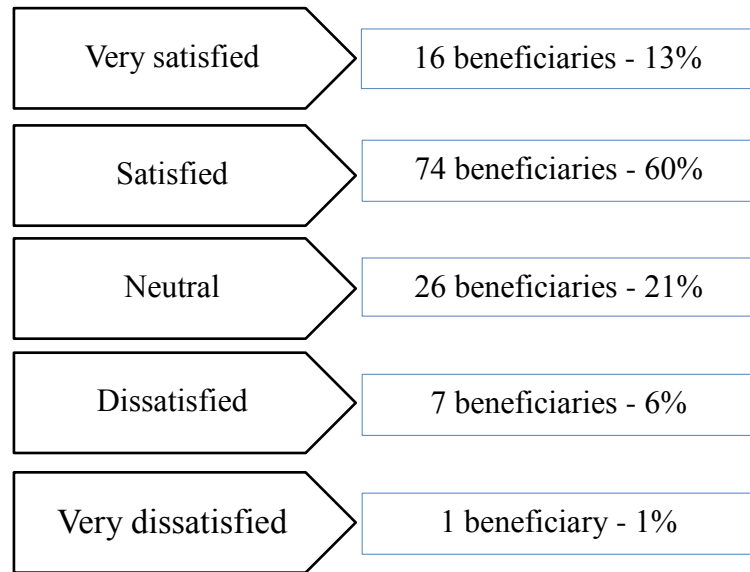 Very satisfied
16 beneficiaries - 13%
Satisfied
74 beneficiaries - 60%
Neutral
26 beneficiaries - 21%
Dissatisfied
7 beneficiaries - 6%
Very dissatisfied
1 beneficiary - 1%